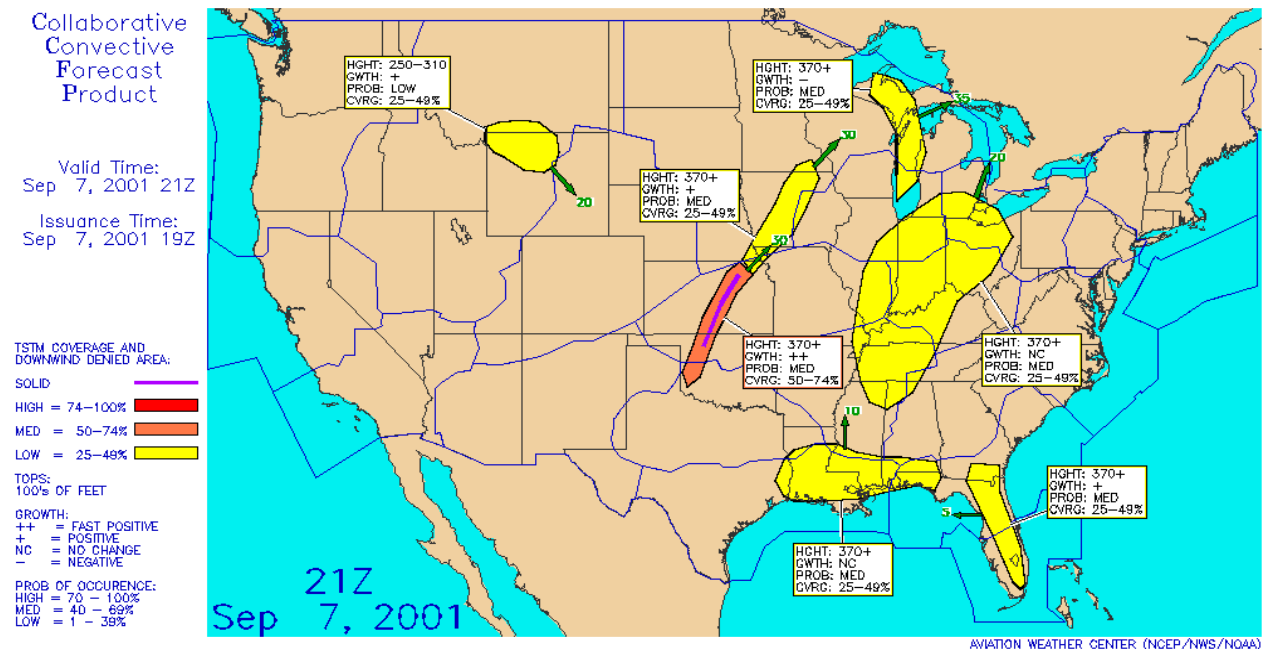 Collaborative
Convective
Forecast
Product
Valid Time:
Sep 7, 2001 21Z
Issuance Time:
Sep 7, 2001 19Z
TSTM COVERAGE AND
DOWNWIND DENIED AREA:
SOLID
HIGH = 74-100%
MED = 50-74%
LOW = 25-49%
TOPS:
100's OF FEET
GROWTH:
++ = FAST POSITIVE
+ = POSITIVE
NC = NO CHANGE
- = NEGATIVE
PROB OF OCCURENCE:
HIGH = 70 - 100%
MED = 40 - 69%
LOW = 1 - 39%
HGHT: 250-310
GWTH: +
PROB: LOW
CVRG: 25-49%
20
HGHT: 370+
GWTH: -
PROB: MED
CVRG: 25-49%
35
30
HGHT: 370+
GWTH: +
PROB: MED
CVRG: 25-49%
20
30
HGHT: 370+
GWTH: ++
PROB: MED
CVRG: 50-74%
HGHT: 370+
GWTH: NC
PROB: MED
CVRG: 25-49%
10
HGHT: 370+
GWTH: +
PROB: MED
CVRG: 25-49%
5
HGHT: 370+
GWTH: NC
PROB: MED
CVRG: 25-49%
21Z
Sep 7, 2001
AVIATION WEATHER CENTER (NCEP/NWS/NOAA)